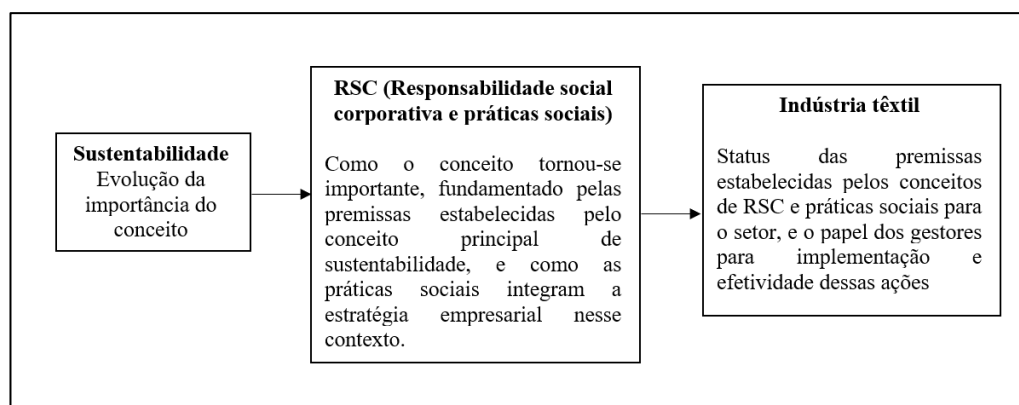 Sustentabilidade
Evolução da
importância do
conceito
RSC (Responsabilidade social
corporativa e práticas sociais)
Como o conceito tornou-se
importante, fundamentado pelas
premissas estabelecidas pelo
conceito principal de
sustentabilidade, e como as
práticas sociais integram a
estratégia empresarial nesse
contexto.
Indústria têxtil
Status das premissas
estabelecidas pelos conceitos
de RSC e práticas sociais para
o setor, e o papel dos gestores
para implementação e
efetividade dessas ações